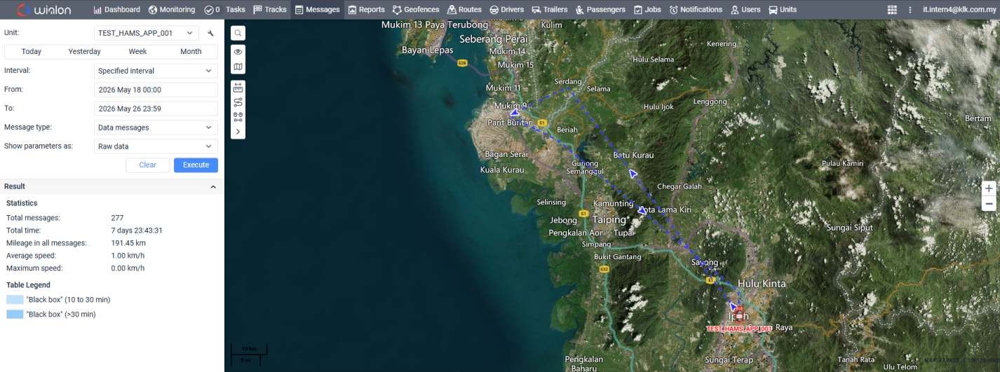 wialon Dashboard Monitoring 0 Tasks Tracks Messages Reports Geofences Routes Drivers Trailers Passengers Jobs Notifications Users Units it.intern4@klk.com.my
Unit: TEST_HAMS_APP_001
Today Yesterday Week Month
Interval: Specified interval
From: 2026 May 18 00:00
To: 2026 May 26 23:59
Message type: Data messages
Show parameters as: Raw data
Clear Execute
Result
Statistics
Total messages: 277
Total time: 7 days 23:43:31
Mileage in all messages: 191.45 km
Average speed: 1.00 km/h
Maximum speed: 0.00 km/h
Table Legend
"Black box" (10 to 30 min)
"Black box" (>30 min)
Mukim 13 Paya Terubong
Kulim
Seberang Perai
Kenering
Bayan Lepas
Mukim 14
Hulu Selama
E28
Mukim 15
Serdang
Mukim 11
Selama
Lenggong
Mukim 9
Hulu Ijok
Bertam
Parit Buntar
E1
Beriah
Bagan Serai
Batu Kurau
Gunong
Semanggul
Pulau Kamiri
Kuala Kurau
Chegar Galah
Selinsing
Kamunting
Kota Lama Kiri
E1
Jebong
Taiping
Sungai Siput
Pengkalan Aor
Tupai
Simpang
Bukit Gantang
Sayong
E32
E1
Hulu Kinta
Ipoh
TEST_HAMS_APP_001
Raya
10 km
5 mi
Pengkalan
Baharu
Sungai Terap
Tanah Rata
Ulu Telom